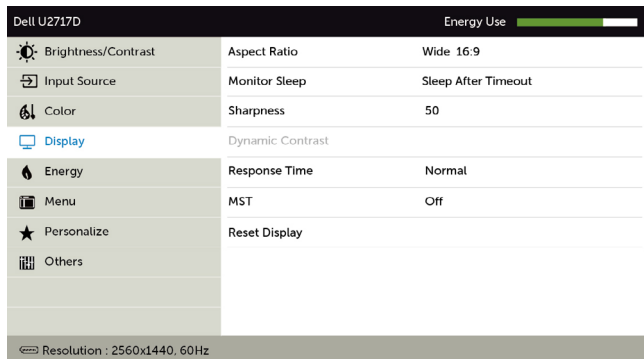 Dell U2717D Energy Use
Brightness/Contrast Aspect Ratio Wide 16:9
Input Source Monitor Sleep Sleep After Timeout
Color Sharpness 50
Display Dynamic Contrast
Energy Response Time Normal
Menu MST Off
Personalize Reset Display
Others
Resolution : 2560x1440, 60Hz